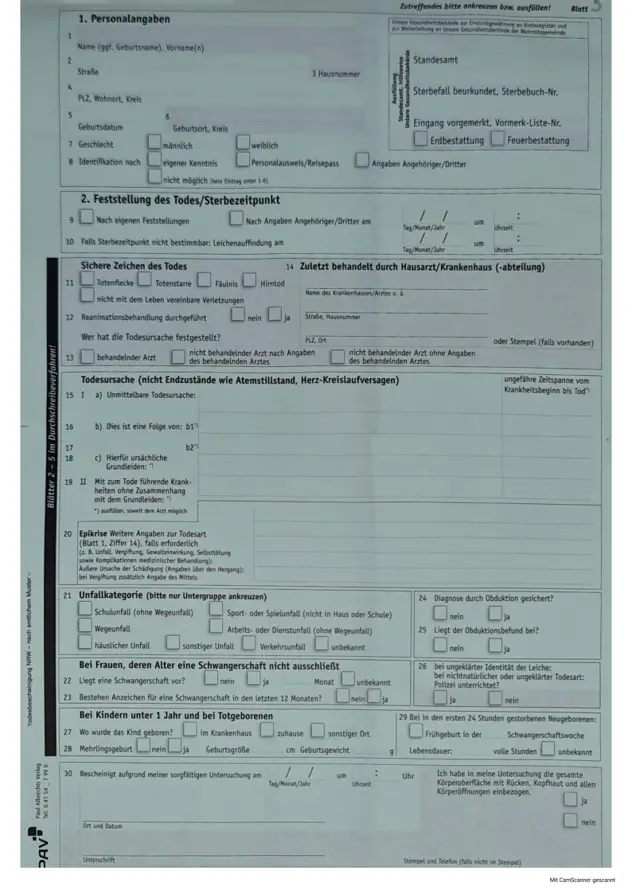 Zutreffendes bitte ankreuzen bzw. ausfüllen! Blatt 5
1. Personalangaben
Unsere Gesundheitsbehörde zur Einsichtgewährung an Krebsregister und
zur Weiterleitung an Untere Gesundheitsbehörde der Wohnsitzgemeinde
1
Name (ggf. Geburtsname), Vorname(n)
2
Straße 3 Hausnummer
4
PLZ, Wohnort, Kreis
5 6
Geburtsdatum Geburtsort, Kreis
7 Geschlecht männlich weiblich
8 Identifikation nach eigener Kenntnis Personalausweis/Reisepass Angaben Angehöriger/Dritter
nicht möglich (kein Eintrag unter 1-6)
Ausfüllung
Standesamt,
Untere Gesundheitsbehörde
Standesamt
Sterbefall beurkundet, Sterbebuch-Nr.
Eingang vorgemerkt, Vormerk-Liste-Nr.
Erdbestattung Feuerbestattung
2. Feststellung des Todes/Sterbezeitpunkt
9 Nach eigenen Feststellungen Nach Angaben Angehöriger/Dritter am / / um :
Tag/Monat/Jahr Uhrzeit
10 Falls Sterbezeitpunkt nicht bestimmbar: Leichenauffindung am / / um :
Tag/Monat/Jahr Uhrzeit
Sichere Zeichen des Todes
11 Totenflecke Totenstarre Fäulnis Hirntod
nicht mit dem Leben vereinbare Verletzungen
12 Reanimationsbehandlung durchgeführt nein ja
Wer hat die Todesursache festgestellt?
14 Zuletzt behandelt durch Hausarzt/Krankenhaus (-abteilung)
Name des Krankenhauses/Arztes o. ä.
Straße, Hausnummer
PLZ, Ort oder Stempel (falls vorhanden)
13 behandelnder Arzt nicht behandelnder Arzt nach Angaben des behandelnden Arztes nicht behandelnder Arzt ohne Angaben des behandelnden Arztes
Blätter 2 – 5 im Durchschreibeverfahren!
Todesursache (nicht Endzustände wie Atemstillstand, Herz-Kreislaufversagen)
ungefähre Zeitspanne vom
Krankheitsbeginn bis Tod*)
15 I a) Unmittelbare Todesursache:
16 b) Dies ist eine Folge von: b1*)
17 b2*)
18 c) Hierfür ursächliche
Grundleiden: *)
19 II Mit zum Tode führende Krank-
heiten ohne Zusammenhang
mit dem Grundleiden: *)
*) ausfüllen, soweit dem Arzt möglich
20 Epikrise Weitere Angaben zur Todesart
(Blatt 1, Ziffer 14), falls erforderlich
(z. B. Unfall, Vergiftung, Gewalteinwirkung, Selbsttötung
sowie Komplikationen medizinischer Behandlung):
Äußere Ursache der Schädigung (Angaben über den Hergang):
bei Vergiftung zusätzlich Angabe des Mittels
21 Unfallkategorie (bitte nur Untergruppe ankreuzen)
Schulunfall (ohne Wegeunfall) Sport- oder Spielunfall (nicht in Haus oder Schule)
Wegeunfall Arbeits- oder Dienstunfall (ohne Wegeunfall)
häuslicher Unfall sonstiger Unfall Verkehrsunfall unbekannt
24 Diagnose durch Obduktion gesichert?
nein ja
25 Liegt der Obduktionsbefund bei?
nein ja
Bei Frauen, deren Alter eine Schwangerschaft nicht ausschließt
22 Liegt eine Schwangerschaft vor? nein ja Monat unbekannt
23 Bestehen Anzeichen für eine Schwangerschaft in den letzten 12 Monaten? nein ja
26 bei ungeklärter Identität der Leiche:
bei nichtnatürlicher oder ungeklärter Todesart:
Polizei unterrichtet?
ja nein
Bei Kindern unter 1 Jahr und bei Totgeborenen
27 Wo wurde das Kind geboren? im Krankenhaus zuhause sonstiger Ort
28 Mehrlingsgeburt nein ja Geburtsgröße cm Geburtsgewicht g
29 Bei in den ersten 24 Stunden gestorbenen Neugeborenen:
Frühgeburt in der Schwangerschaftswoche
Lebensdauer: volle Stunden unbekannt
30 Bescheinigt aufgrund meiner sorgfältigen Untersuchung am / / um : Uhr
Tag/Monat/Jahr Uhrzeit
Ich habe in meine Untersuchung die gesamte
Körperoberfläche mit Rücken, Kopfhaut und allen
Körperöffnungen einbezogen.
ja
nein
Ort und Datum
Unterschrift Stempel und Telefon (falls nicht im Stempel)
Todesbescheinigung NRW – nach amtlichem Muster –
Paul Albrechts Verlag
Tel. 0 41 54 _ 7 99 0
PAV
Mit CamScanner gescannt